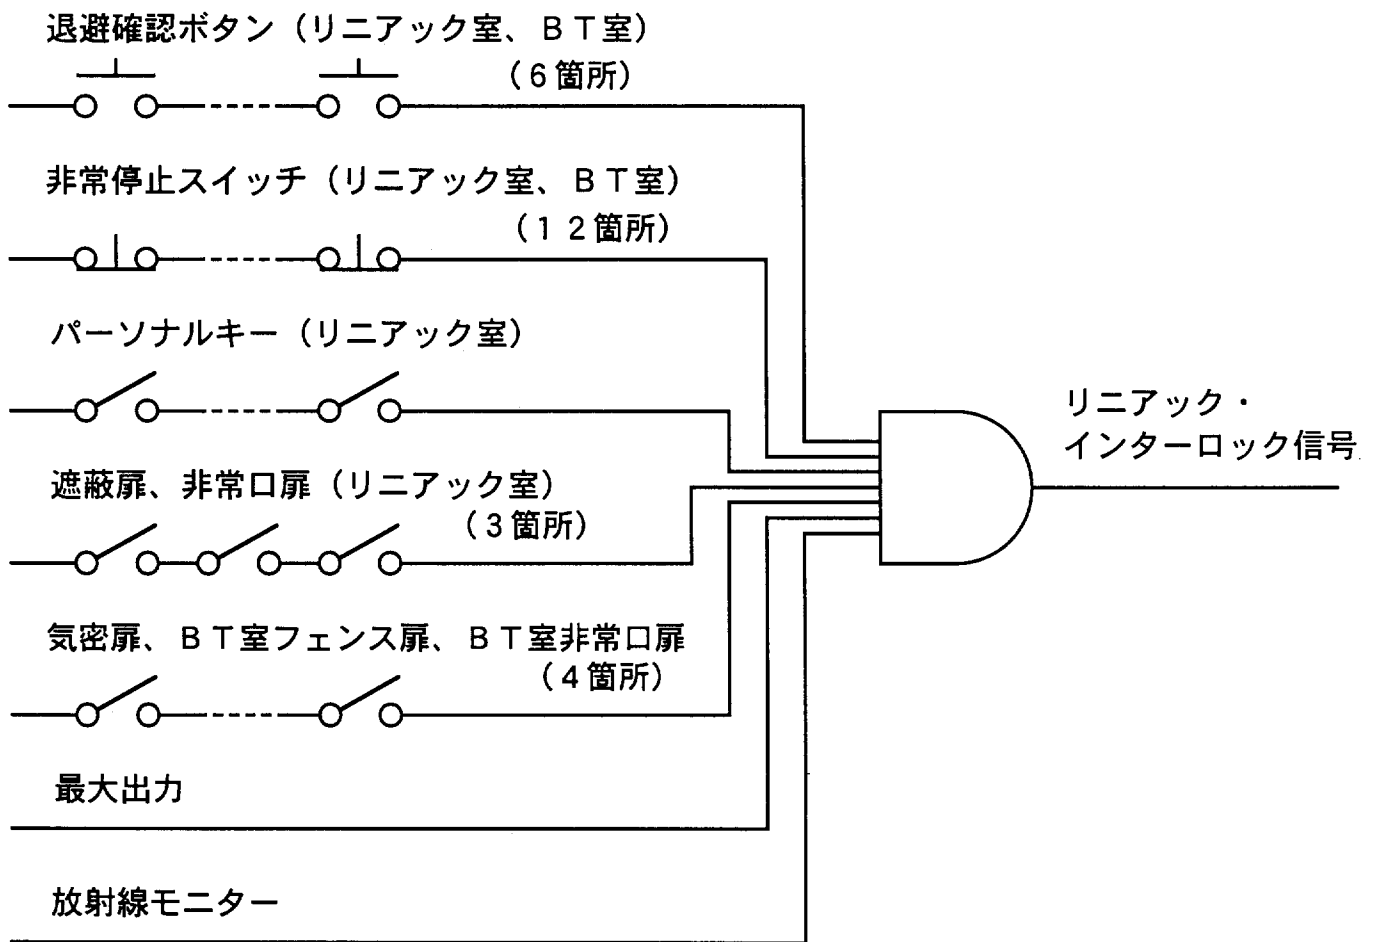 退避確認ボタン（リニアック室、ＢＴ室）
（６箇所）
非常停止スイッチ（リニアック室、ＢＴ室）
（１２箇所）
パーソナルキー（リニアック室）
リニアック・
インターロック信号
遮蔽扉、非常口扉（リニアック室）
（３箇所）
気密扉、ＢＴ室フェンス扉、ＢＴ室非常口扉
（４箇所）
最大出力
放射線モニター